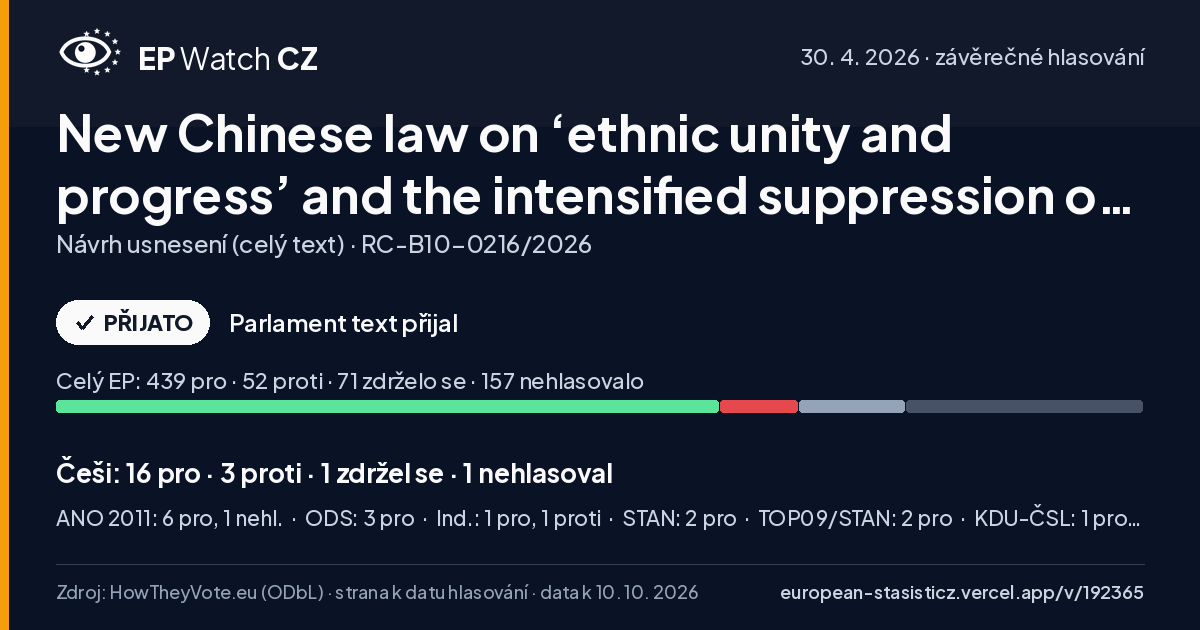 EP Watch CZ
30. 4. 2026 · závěrečné hlasování
New Chinese law on ‘ethnic unity and
progress’ and the intensified suppression o…
Návrh usnesení (celý text) · RC-B10-0216/2026
✓ PŘIJATO
Parlament text přijal
Celý EP: 439 pro · 52 proti · 71 zdrželo se · 157 nehlasovalo
Češi: 16 pro · 3 proti · 1 zdržel se · 1 nehlasoval
ANO 2011: 6 pro, 1 nehl. · ODS: 3 pro · Ind.: 1 pro, 1 proti · STAN: 2 pro · TOP09/STAN: 2 pro · KDU-ČSL: 1 pro…
Zdroj: HowTheyVote.eu (ODbL) · strana k datu hlasování · data k 10. 10. 2026
european-stasisticz.vercel.app/v/192365